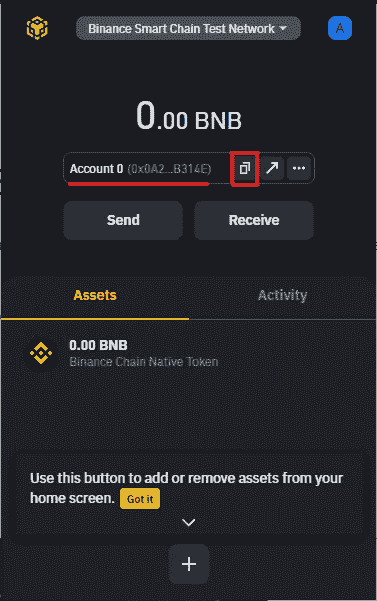 Binance Smart Chain Test Network
A
0.00 BNB
Account 0 (0x0A2...B314E)
Send Receive
Assets Activity
0.00 BNB
Binance Chain Native Token
Use this button to add or remove assets from your
home screen. Got it